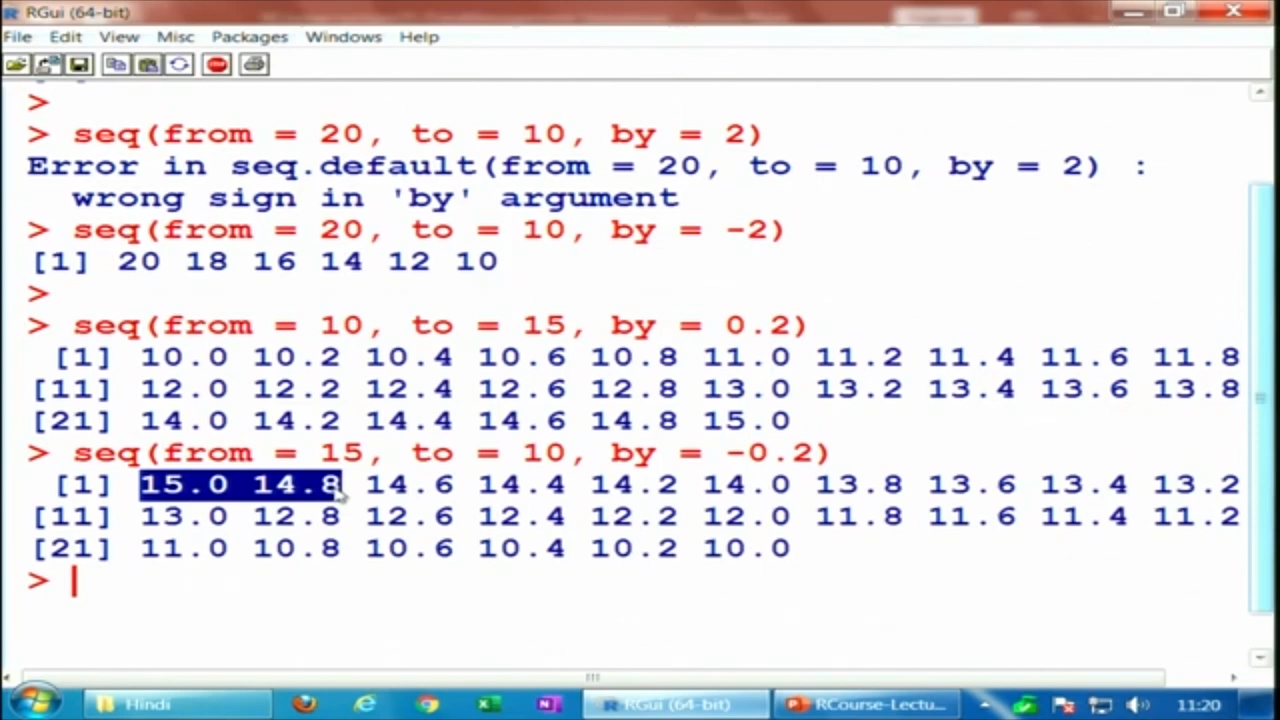 RGui (64-bit)
File Edit View Misc Packages Windows Help
STOP
>
> seq(from = 20, to = 10, by = 2)
Error in seq.default(from = 20, to = 10, by = 2) :
wrong sign in 'by' argument
> seq(from = 20, to = 10, by = -2)
[1] 20 18 16 14 12 10
>
> seq(from = 10, to = 15, by = 0.2)
[1] 10.0 10.2 10.4 10.6 10.8 11.0 11.2 11.4 11.6 11.8
[11] 12.0 12.2 12.4 12.6 12.8 13.0 13.2 13.4 13.6 13.8
[21] 14.0 14.2 14.4 14.6 14.8 15.0
> seq(from = 15, to = 10, by = -0.2)
[1] 15.0 14.8 14.6 14.4 14.2 14.0 13.8 13.6 13.4 13.2
[11] 13.0 12.8 12.6 12.4 12.2 12.0 11.8 11.6 11.4 11.2
[21] 11.0 10.8 10.6 10.4 10.2 10.0
>
Hindi RGui (64-bit) RCourse-Lectu... 11:20